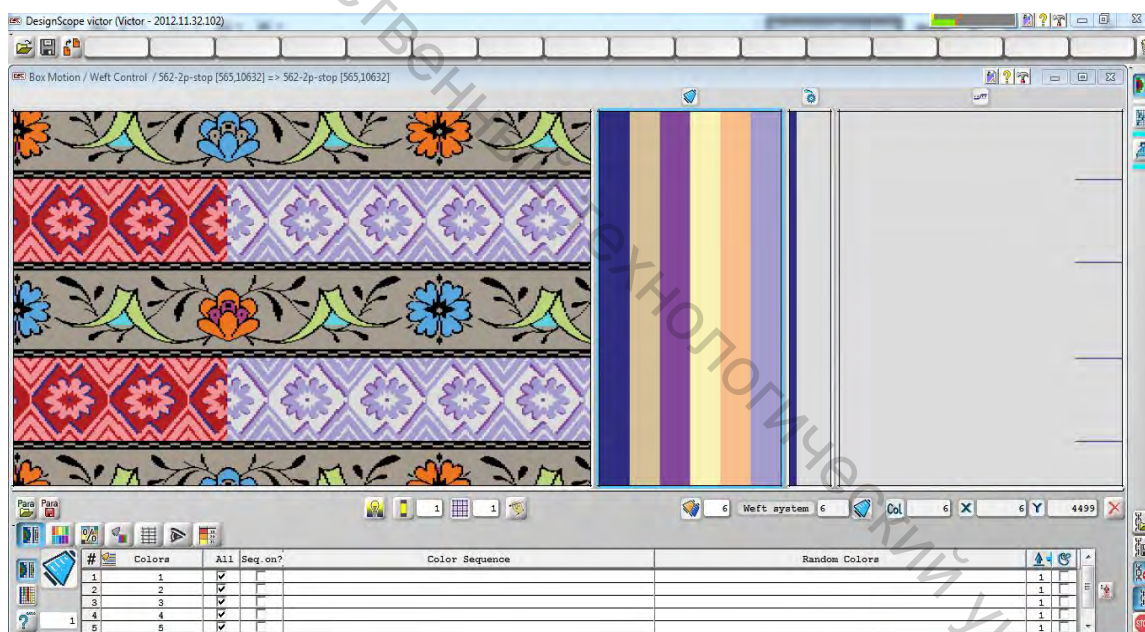 DesignScope victor (Victor - 2012.11.32.102)
Box Motion / Weft Control / 562-2p-stop [565,10632] => 562-2p-stop [565,10632]
Para Para
1 1 6 Weft system 6 Col 6 X 6 Y 4499
# Colors All Seq.on? Color Sequence Random Colors
1 1 1
2 2 1
3 3 1
4 4 1
1
5 5 1
ственный технологический